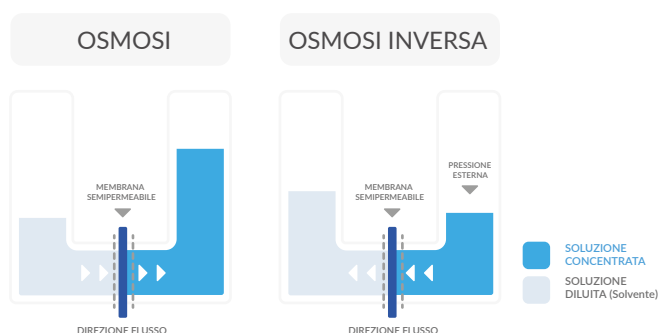 OSMOSI
OSMOSI INVERSA
MEMBRANA
SEMIPERMEABILE
DIREZIONE FLUSSO
MEMBRANA
SEMIPERMEABILE
PRESSIONE
ESTERNA
DIREZIONE FLUSSO
SOLUZIONE
CONCENTRATA
SOLUZIONE
DILUITA (Solvente)